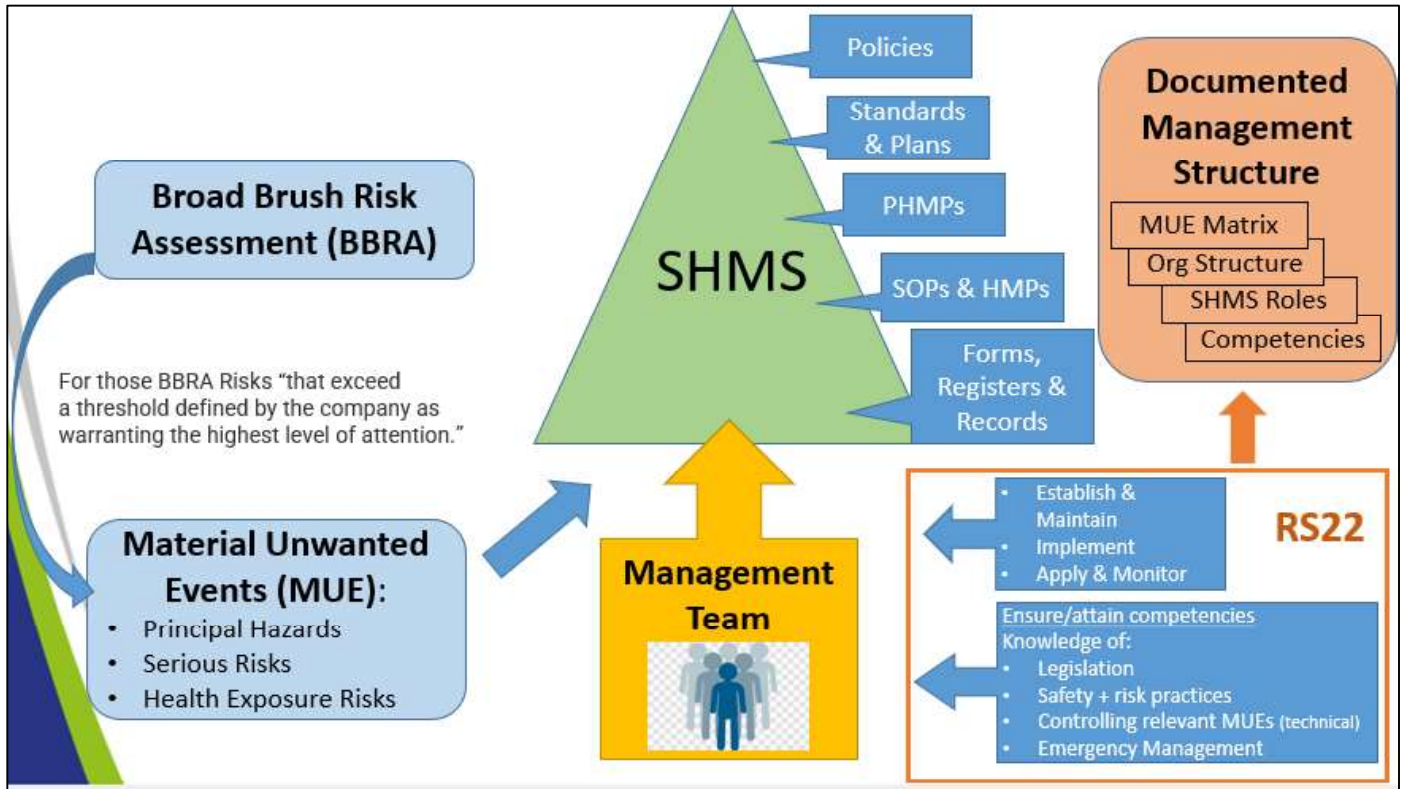 Broad Brush Risk
Assessment (BBRA)
For those BBRA Risks “that exceed
a threshold defined by the company as
warranting the highest level of attention.”
Material Unwanted
Events (MUE):
• Principal Hazards
• Serious Risks
• Health Exposure Risks
SHMS
Policies
Standards
& Plans
PHMPs
SOPs & HMPs
Forms,
Registers &
Records
Management
Team
Documented
Management
Structure
MUE Matrix
Org Structure
SHMS Roles
Competencies
RS22
• Establish &
Maintain
• Implement
• Apply & Monitor
Ensure/attain competencies
Knowledge of:
• Legislation
• Safety + risk practices
• Controlling relevant MUEs (technical)
• Emergency Management